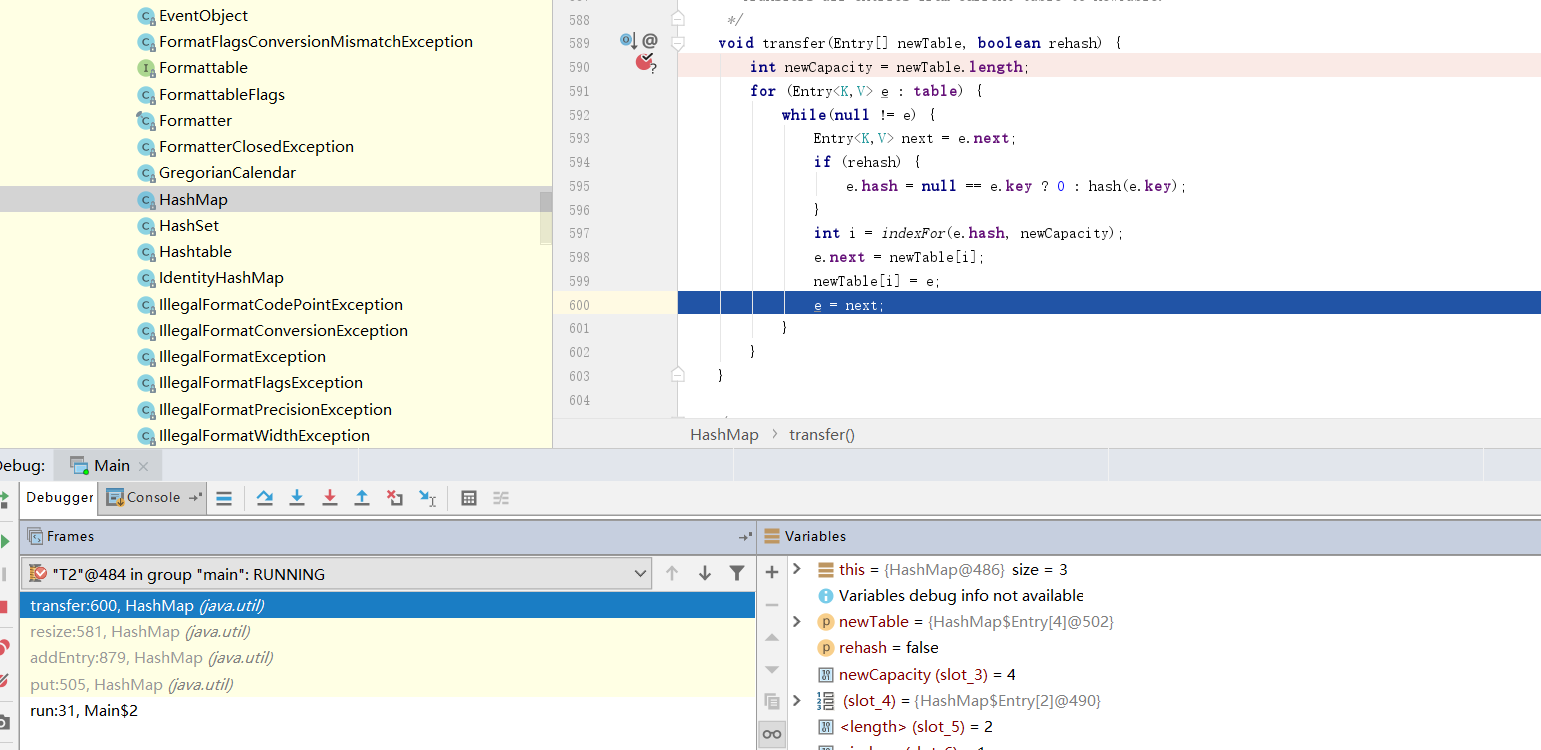 EventObject
FormatFlagsConversionMismatchException
Formattable
FormattableFlags
Formatter
FormatterClosedException
GregorianCalendar
HashMap
HashSet
Hashtable
IdentityHashMap
IllegalFormatCodePointException
IllegalFormatConversionException
IllegalFormatException
IllegalFormatFlagsException
IllegalFormatPrecisionException
IllegalFormatWidthException
588 */
589 void transfer(Entry[] newTable, boolean rehash) {
590 int newCapacity = newTable.length;
591 for (Entry<K,V> e : table) {
592 while(null != e) {
593 Entry<K,V> next = e.next;
594 if (rehash) {
595 e.hash = null == e.key ? 0 : hash(e.key);
596 }
597 int i = indexFor(e.hash, newCapacity);
598 e.next = newTable[i];
599 newTable[i] = e;
600 e = next;
601 }
602 }
603 }
604
HashMap > transfer()
Debug: Main
Debugger Console
Frames
"T2"@484 in group "main": RUNNING
transfer:600, HashMap (java.util)
resize:581, HashMap (java.util)
addEntry:879, HashMap (java.util)
put:505, HashMap (java.util)
run:31, Main$2
Variables
this = {HashMap@486} size = 3
Variables debug info not available
newTable = {HashMap$Entry[4]@502}
rehash = false
newCapacity (slot_3) = 4
(slot_4) = {HashMap$Entry[2]@490}
<length> (slot_5) = 2